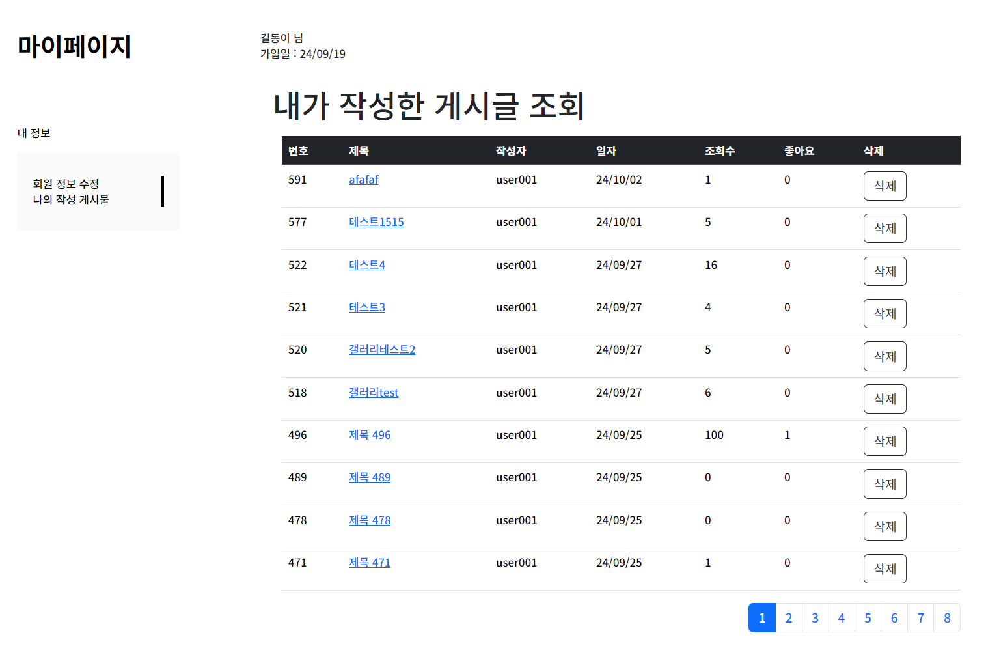 마이페이지
길동이 님
가입일 : 24/09/19
내 정보
회원 정보 수정
나의 작성 게시물
내가 작성한 게시글 조회
번호 제목 작성자 일자 조회수 좋아요 삭제
591 afafaf user001 24/10/02 1 0 삭제
577 테스트1515 user001 24/10/01 5 0 삭제
522 테스트4 user001 24/09/27 16 0 삭제
521 테스트3 user001 24/09/27 4 0 삭제
520 갤러리테스트2 user001 24/09/27 5 0 삭제
518 갤러리test user001 24/09/27 6 0 삭제
496 제목 496 user001 24/09/25 100 1 삭제
489 제목 489 user001 24/09/25 0 0 삭제
478 제목 478 user001 24/09/25 0 0 삭제
471 제목 471 user001 24/09/25 1 0 삭제
1 2 3 4 5 6 7 8